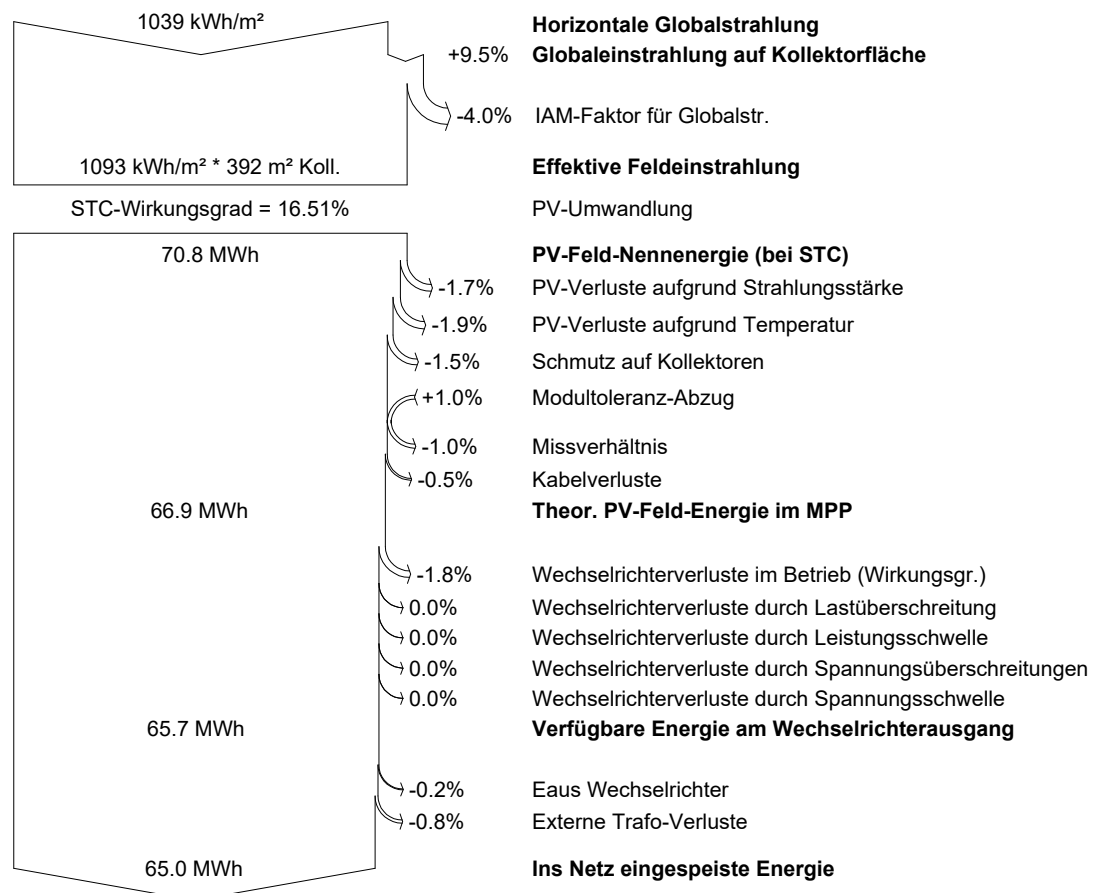 1039 kWh/m² Horizontale Globalstrahlung
+9.5% Globaleinstrahlung auf Kollektorfläche
-4.0% IAM-Faktor für Globalstr.
1093 kWh/m² * 392 m² Koll. Effektive Feldeinstrahlung
STC-Wirkungsgrad = 16.51% PV-Umwandlung
70.8 MWh PV-Feld-Nennenergie (bei STC)
-1.7% PV-Verluste aufgrund Strahlungsstärke
-1.9% PV-Verluste aufgrund Temperatur
-1.5% Schmutz auf Kollektoren
+1.0% Modultoleranz-Abzug
-1.0% Missverhältnis
-0.5% Kabelverluste
66.9 MWh Theor. PV-Feld-Energie im MPP
-1.8% Wechselrichterverluste im Betrieb (Wirkungsgr.)
0.0% Wechselrichterverluste durch Lastüberschreitung
0.0% Wechselrichterverluste durch Leistungsschwelle
0.0% Wechselrichterverluste durch Spannungsüberschreitungen
0.0% Wechselrichterverluste durch Spannungsschwelle
65.7 MWh Verfügbare Energie am Wechselrichterausgang
-0.2% Eaus Wechselrichter
-0.8% Externe Trafo-Verluste
65.0 MWh Ins Netz eingespeiste Energie